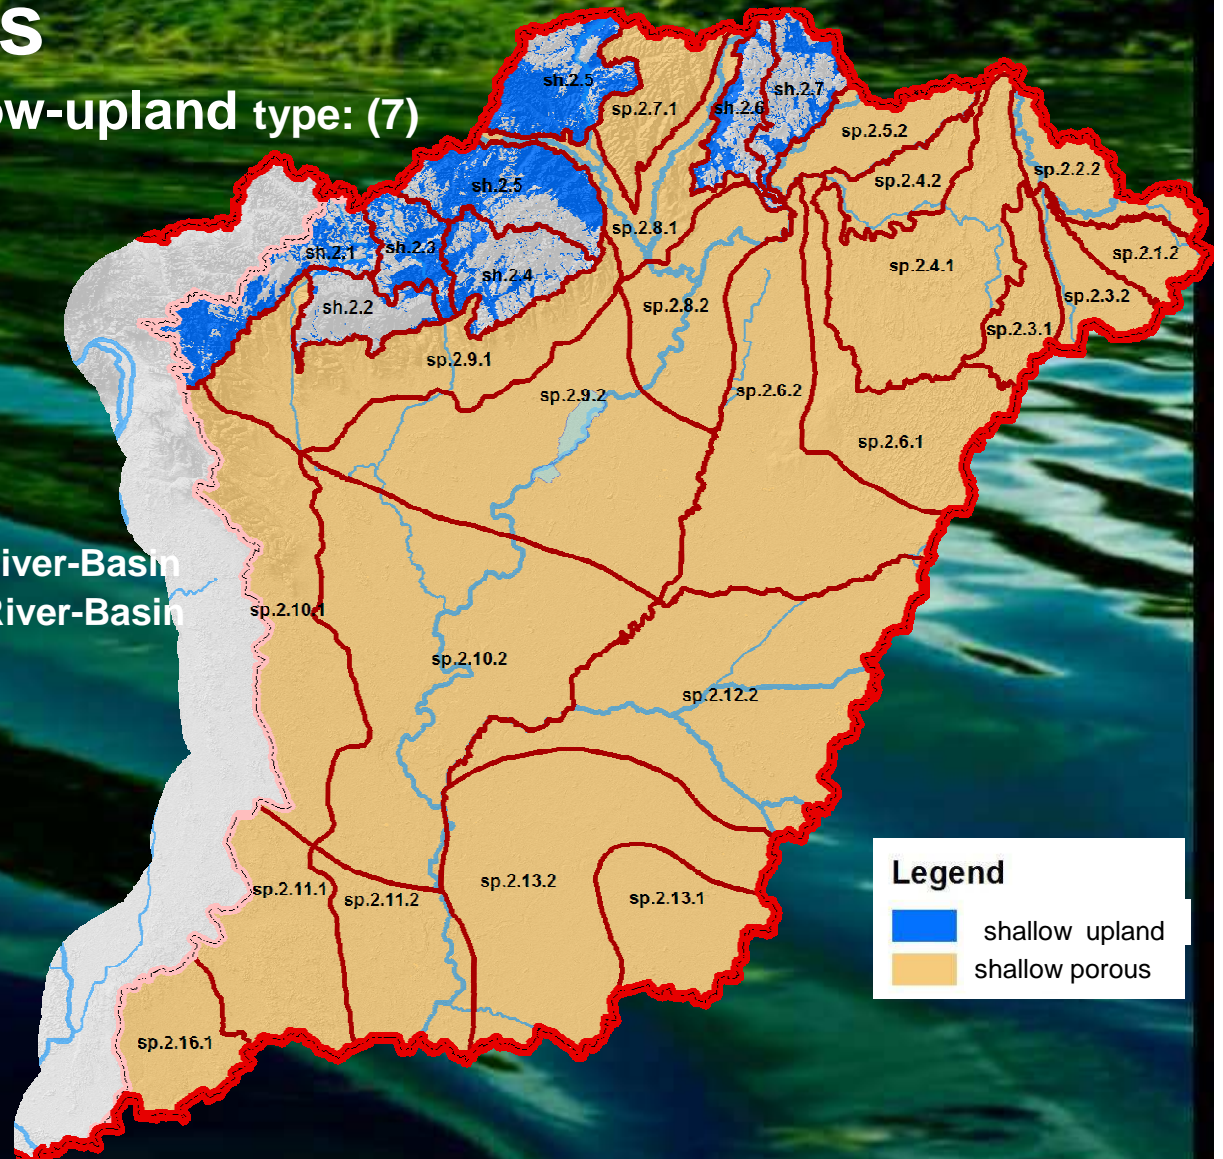 s
ow-upland type: (7)
sh.2.5
sp.2.7.1
sh.2.6
sh.2.7
sp.2.5.2
sp.2.2.2
sp.2.4.2
sh.2.5
sp.2.8.1
sh.2.1
sh.2.3
sh.2.4
sp.2.4.1
sp.2.1.2
sh.2.2
sp.2.8.2
sp.2.3.2
sp.2.3.1
sp.2.9.1
sp.2.9.2
sp.2.6.2
sp.2.6.1
iver-Basin
River-Basin
sp.2.10.1
sp.2.10.2
sp.2.12.2
sp.2.11.1
sp.2.11.2
sp.2.13.2
sp.2.13.1
sp.2.16.1
Legend
shallow upland
shallow porous